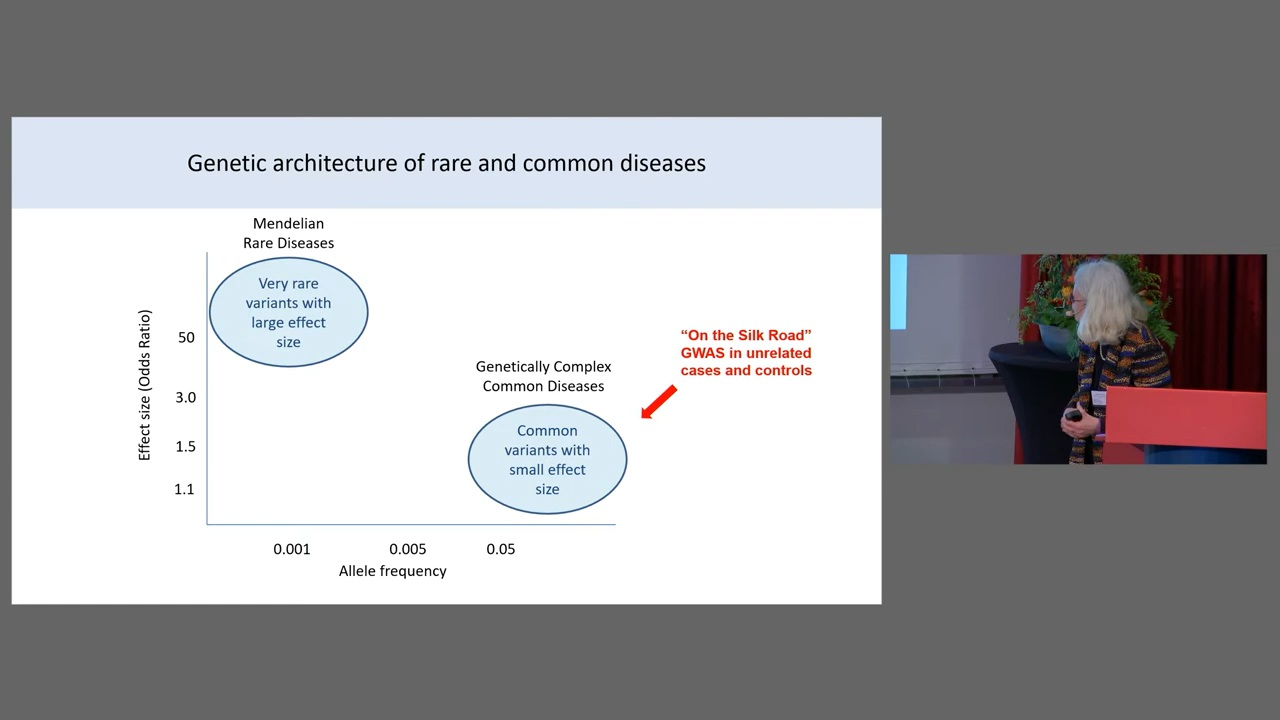 Genetic architecture of rare and common diseases
Mendelian
Rare Diseases
Very rare
variants with
large effect
size
Effect size (Odds Ratio)
50
3.0
1.5
1.1
Genetically Complex
Common Diseases
Common
variants with
small effect
size
“On the Silk Road”
GWAS in unrelated
cases and controls
0.001
0.005
0.05
Allele frequency